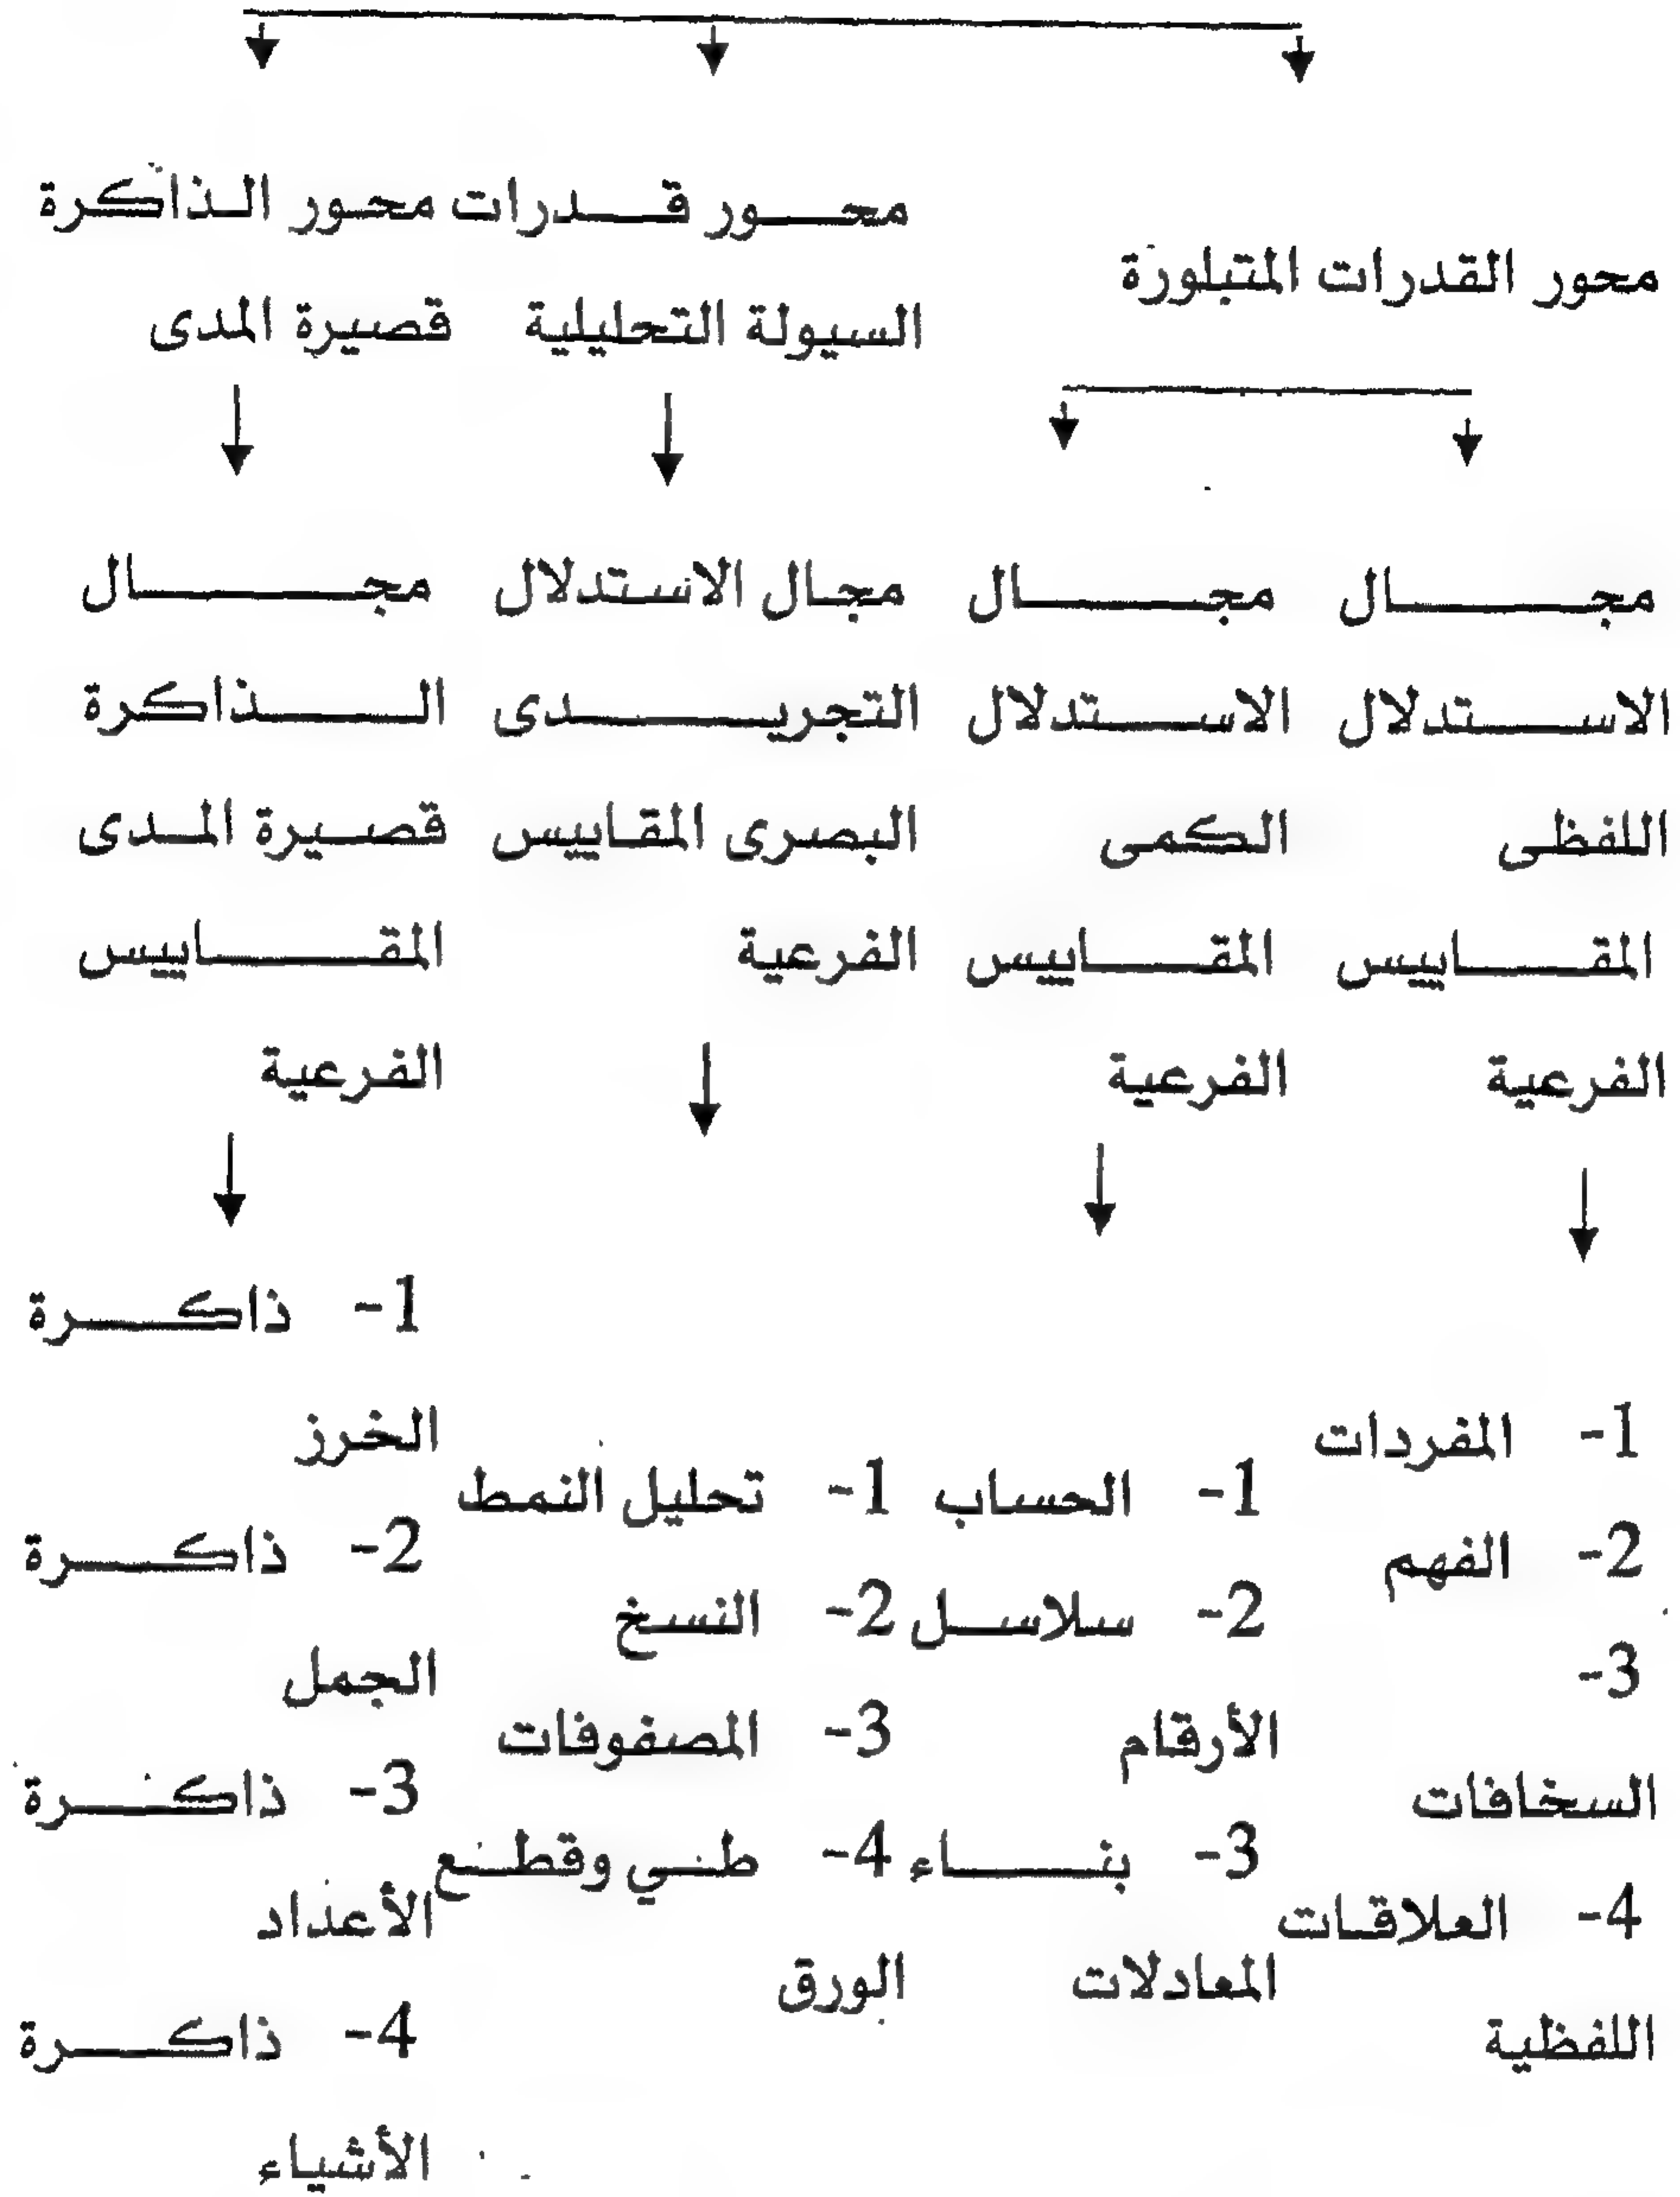 محور القدرات المتبلورة
محور قدرات
السيولة التحليلية
محور الذاكرة
قصيرة المدى
مجال
الاستدلال
اللفظى
المقاييس
الفرعية
مجال
الاستدلال
الكمى
المقاييس
الفرعية
مجال الاستدلال
التجريدى
البصرى المقاييس
الفرعية
مجال
الذاكرة
قصيرة المدى
المقاييس
الفرعية
1- المفردات
2- الفهم
3-
السخافات
4- العلاقات
اللفظية
1- الحساب
2- سلاسل
الأرقام
3- بناء
المعادلات
1- تحليل النمط
2- النسخ
3- المصفوفات
4- طي وقطع
الورق
1- ذاكرة
الخرز
2- ذاكرة
الجمل
3- ذاكرة
الأعداد
4- ذاكرة
الأشياء